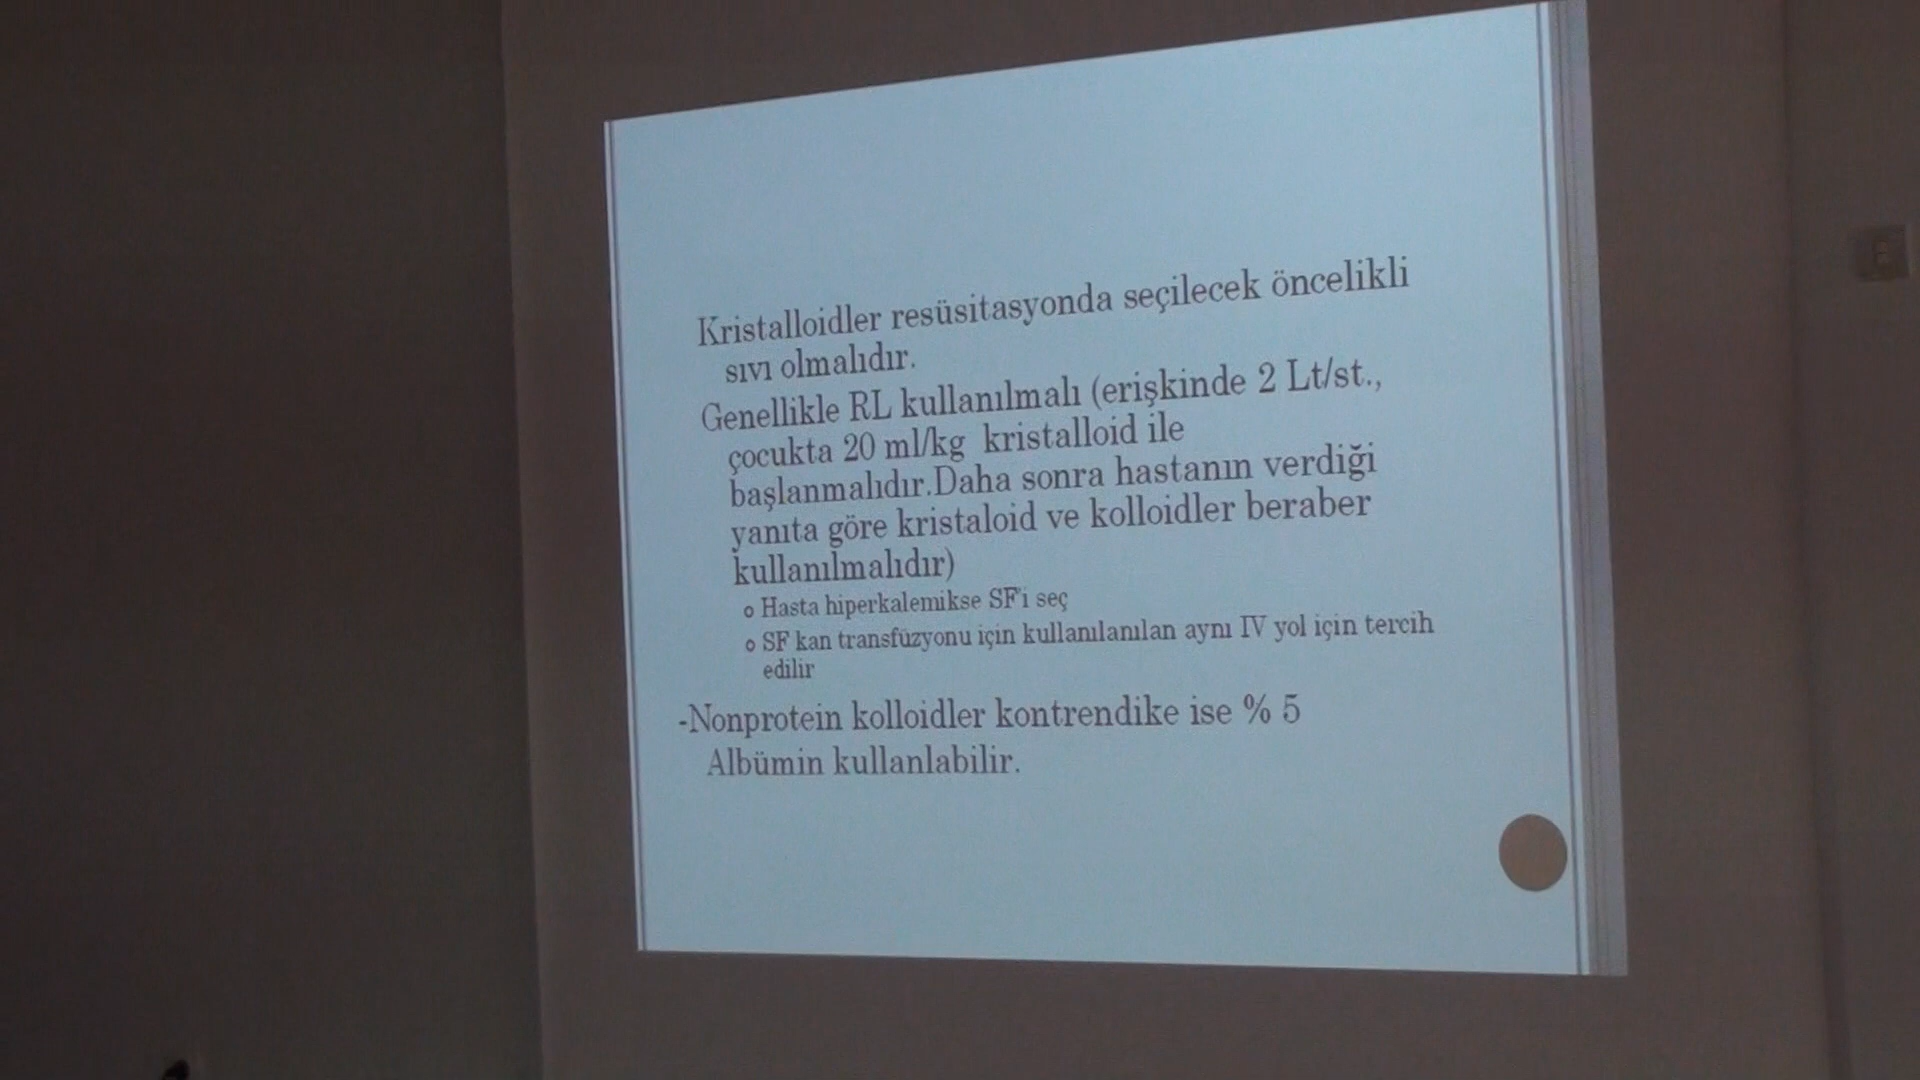 Kristalloidler resüsitasyonda seçilecek öncelikli
sıvı olmalıdır.
Genellikle RL kullanılmalı (erişkinde 2 Lt/st.,
çocukta 20 ml/kg kristalloid ile
başlanmalıdır.Daha sonra hastanın verdiği
yanıta göre kristaloid ve kolloidler beraber
kullanılmalıdır)
o Hasta hiperkalemikse SF'i seç
o SF kan transfüzyonu için kullanılanılan aynı IV yol için tercih
edilir
-Nonprotein kolloidler kontrendike ise % 5
Albümin kullanlabilir.